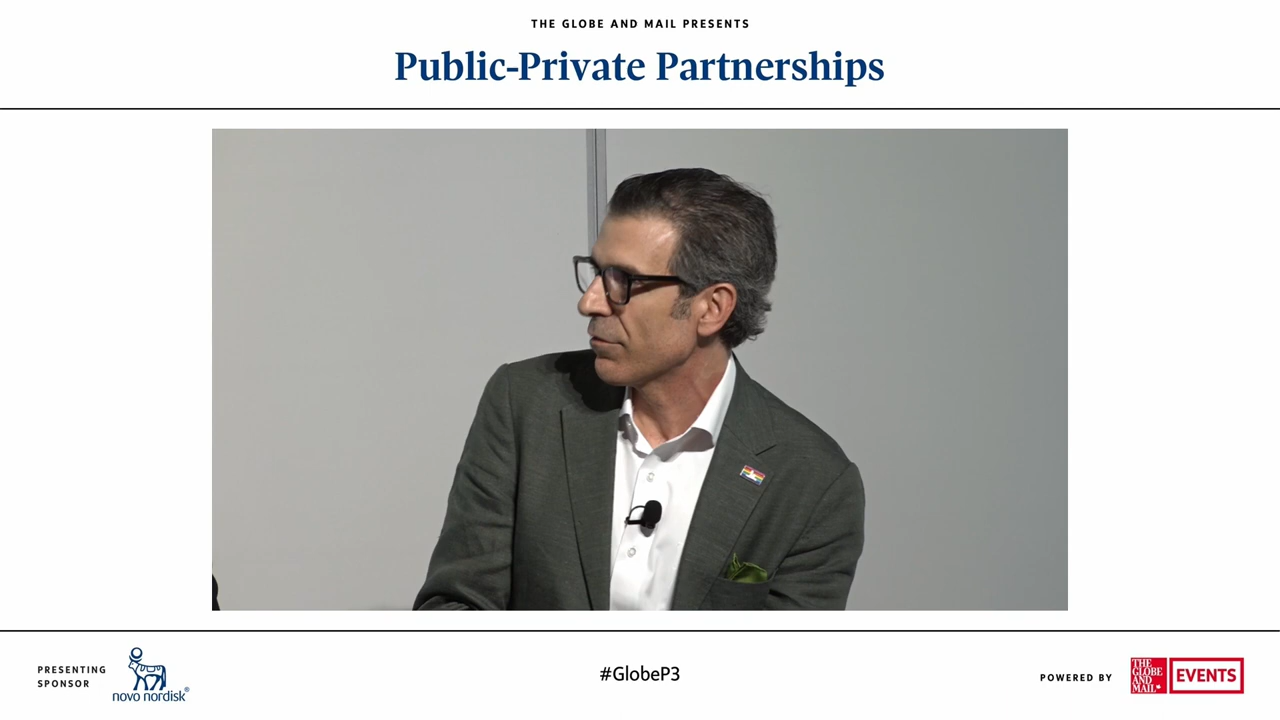 THE GLOBE AND MAIL PRESENTS
Public-Private Partnerships
PRESENTING
SPONSOR
novo nordisk®
#GlobeP3
POWERED BY
THE
GLOBE
AND
MAIL
EVENTS